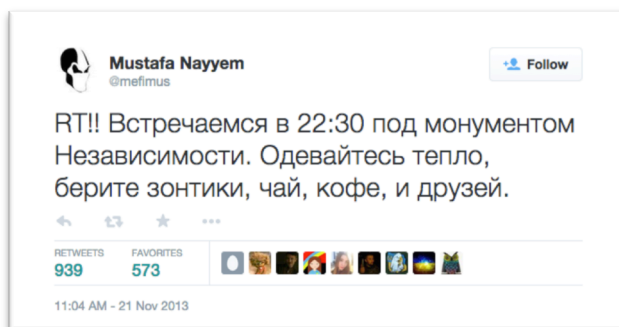 Mustafa Nayyem
@mefimus
Follow
RT!! Встречаемся в 22:30 под монументом
Независимости. Одевайтесь тепло,
берите зонтики, чай, кофе, и друзей.
RETWEETS FAVORITES
939 573
11:04 AM - 21 Nov 2013